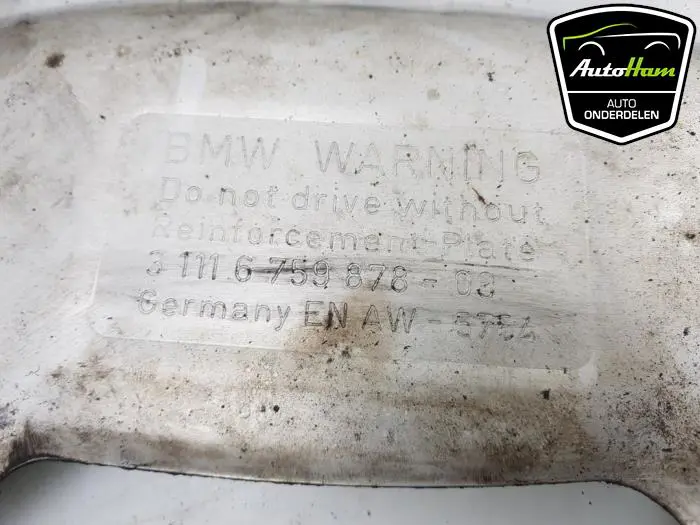 AutoHam
AUTO
ONDERDELEN
BMW WARNING
Do not drive without
Reinforcement Plate
3 111 6 759 878 - 03
Germany EN AW - 5754